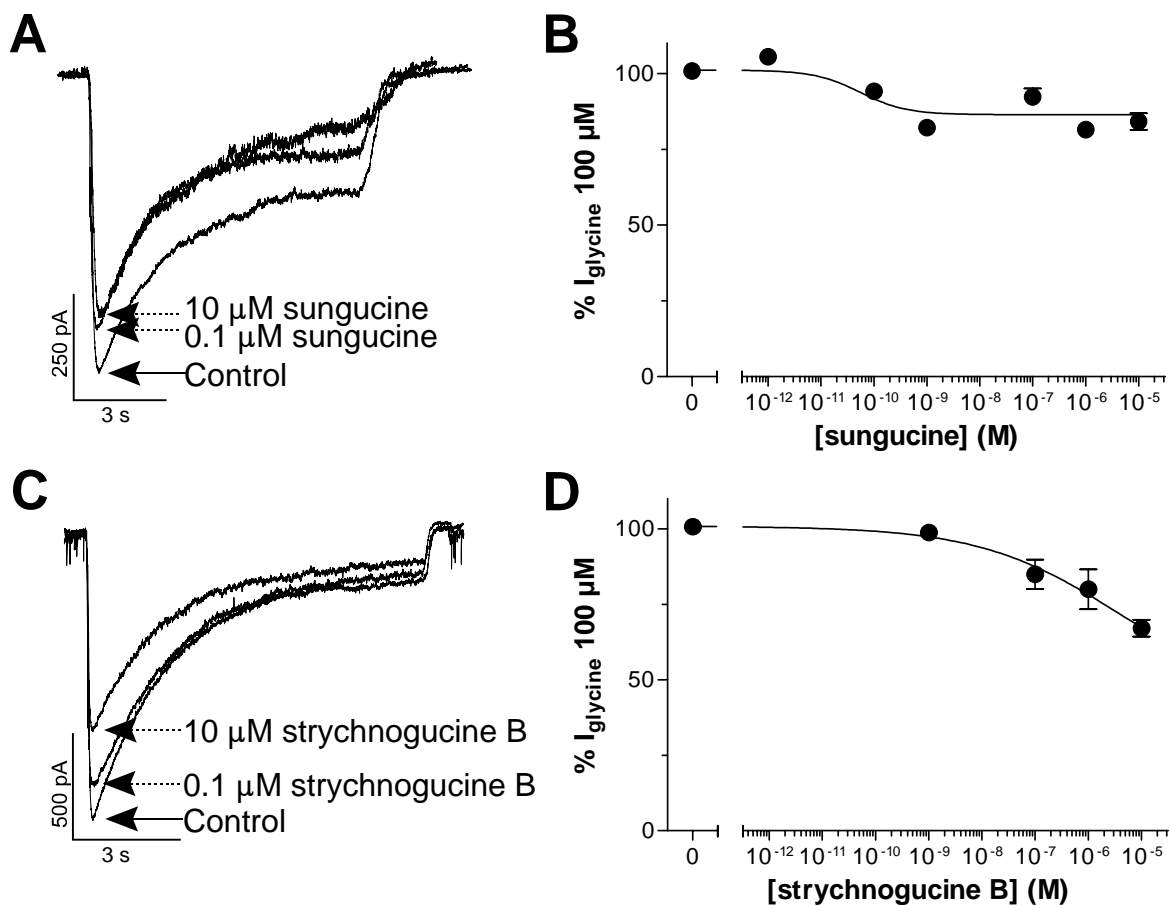 A
10 µM sungucine
0.1 µM sungucine
Control
250 pA
3 s
B
% I_glycine 100 µM
100
50
0
0 10^-12 10^-11 10^-10 10^-9 10^-8 10^-7 10^-6 10^-5
[sungucine] (M)
C
10 µM strychnogucine B
0.1 µM strychnogucine B
Control
500 pA
3 s
D
% I_glycine 100 µM
100
50
0
0 10^-12 10^-11 10^-10 10^-9 10^-8 10^-7 10^-6 10^-5
[strychnogucine B] (M)